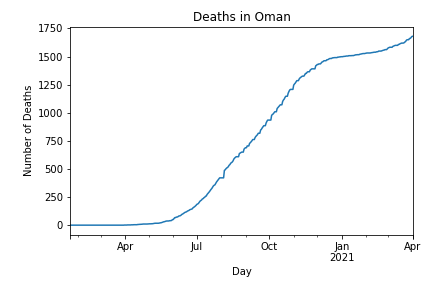 Deaths in Oman
1750
1500
1250
1000
750
500
250
0
Number of Deaths
Apr
Jul
Oct
Jan
2021
Apr
Day